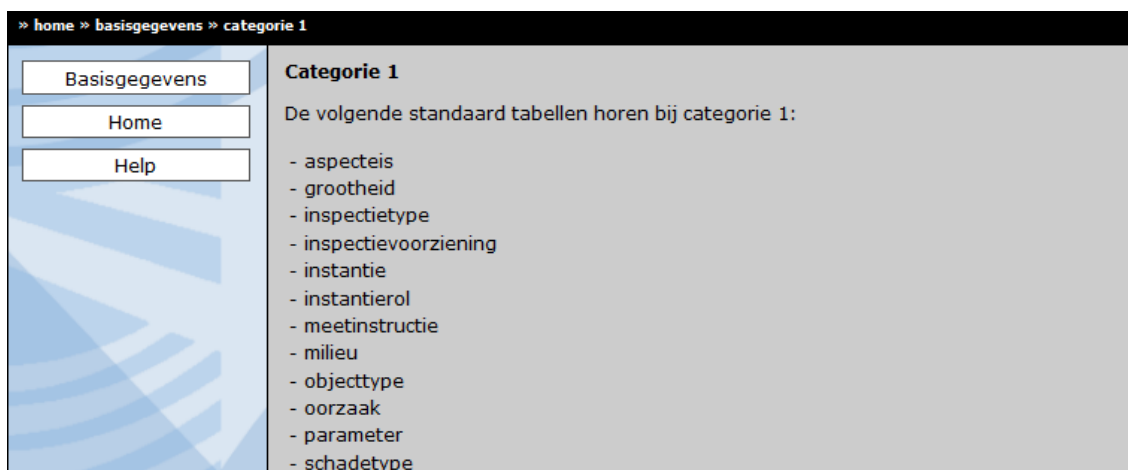 » home » basisgegevens » categorie 1
Basisgegevens
Home
Help
Categorie 1
De volgende standaard tabellen horen bij categorie 1:
- aspecteis
- grootheid
- inspectietype
- inspectievoorziening
- instantie
- instantierol
- meetinstructie
- milieu
- objecttype
- oorzaak
- parameter
- schadetype